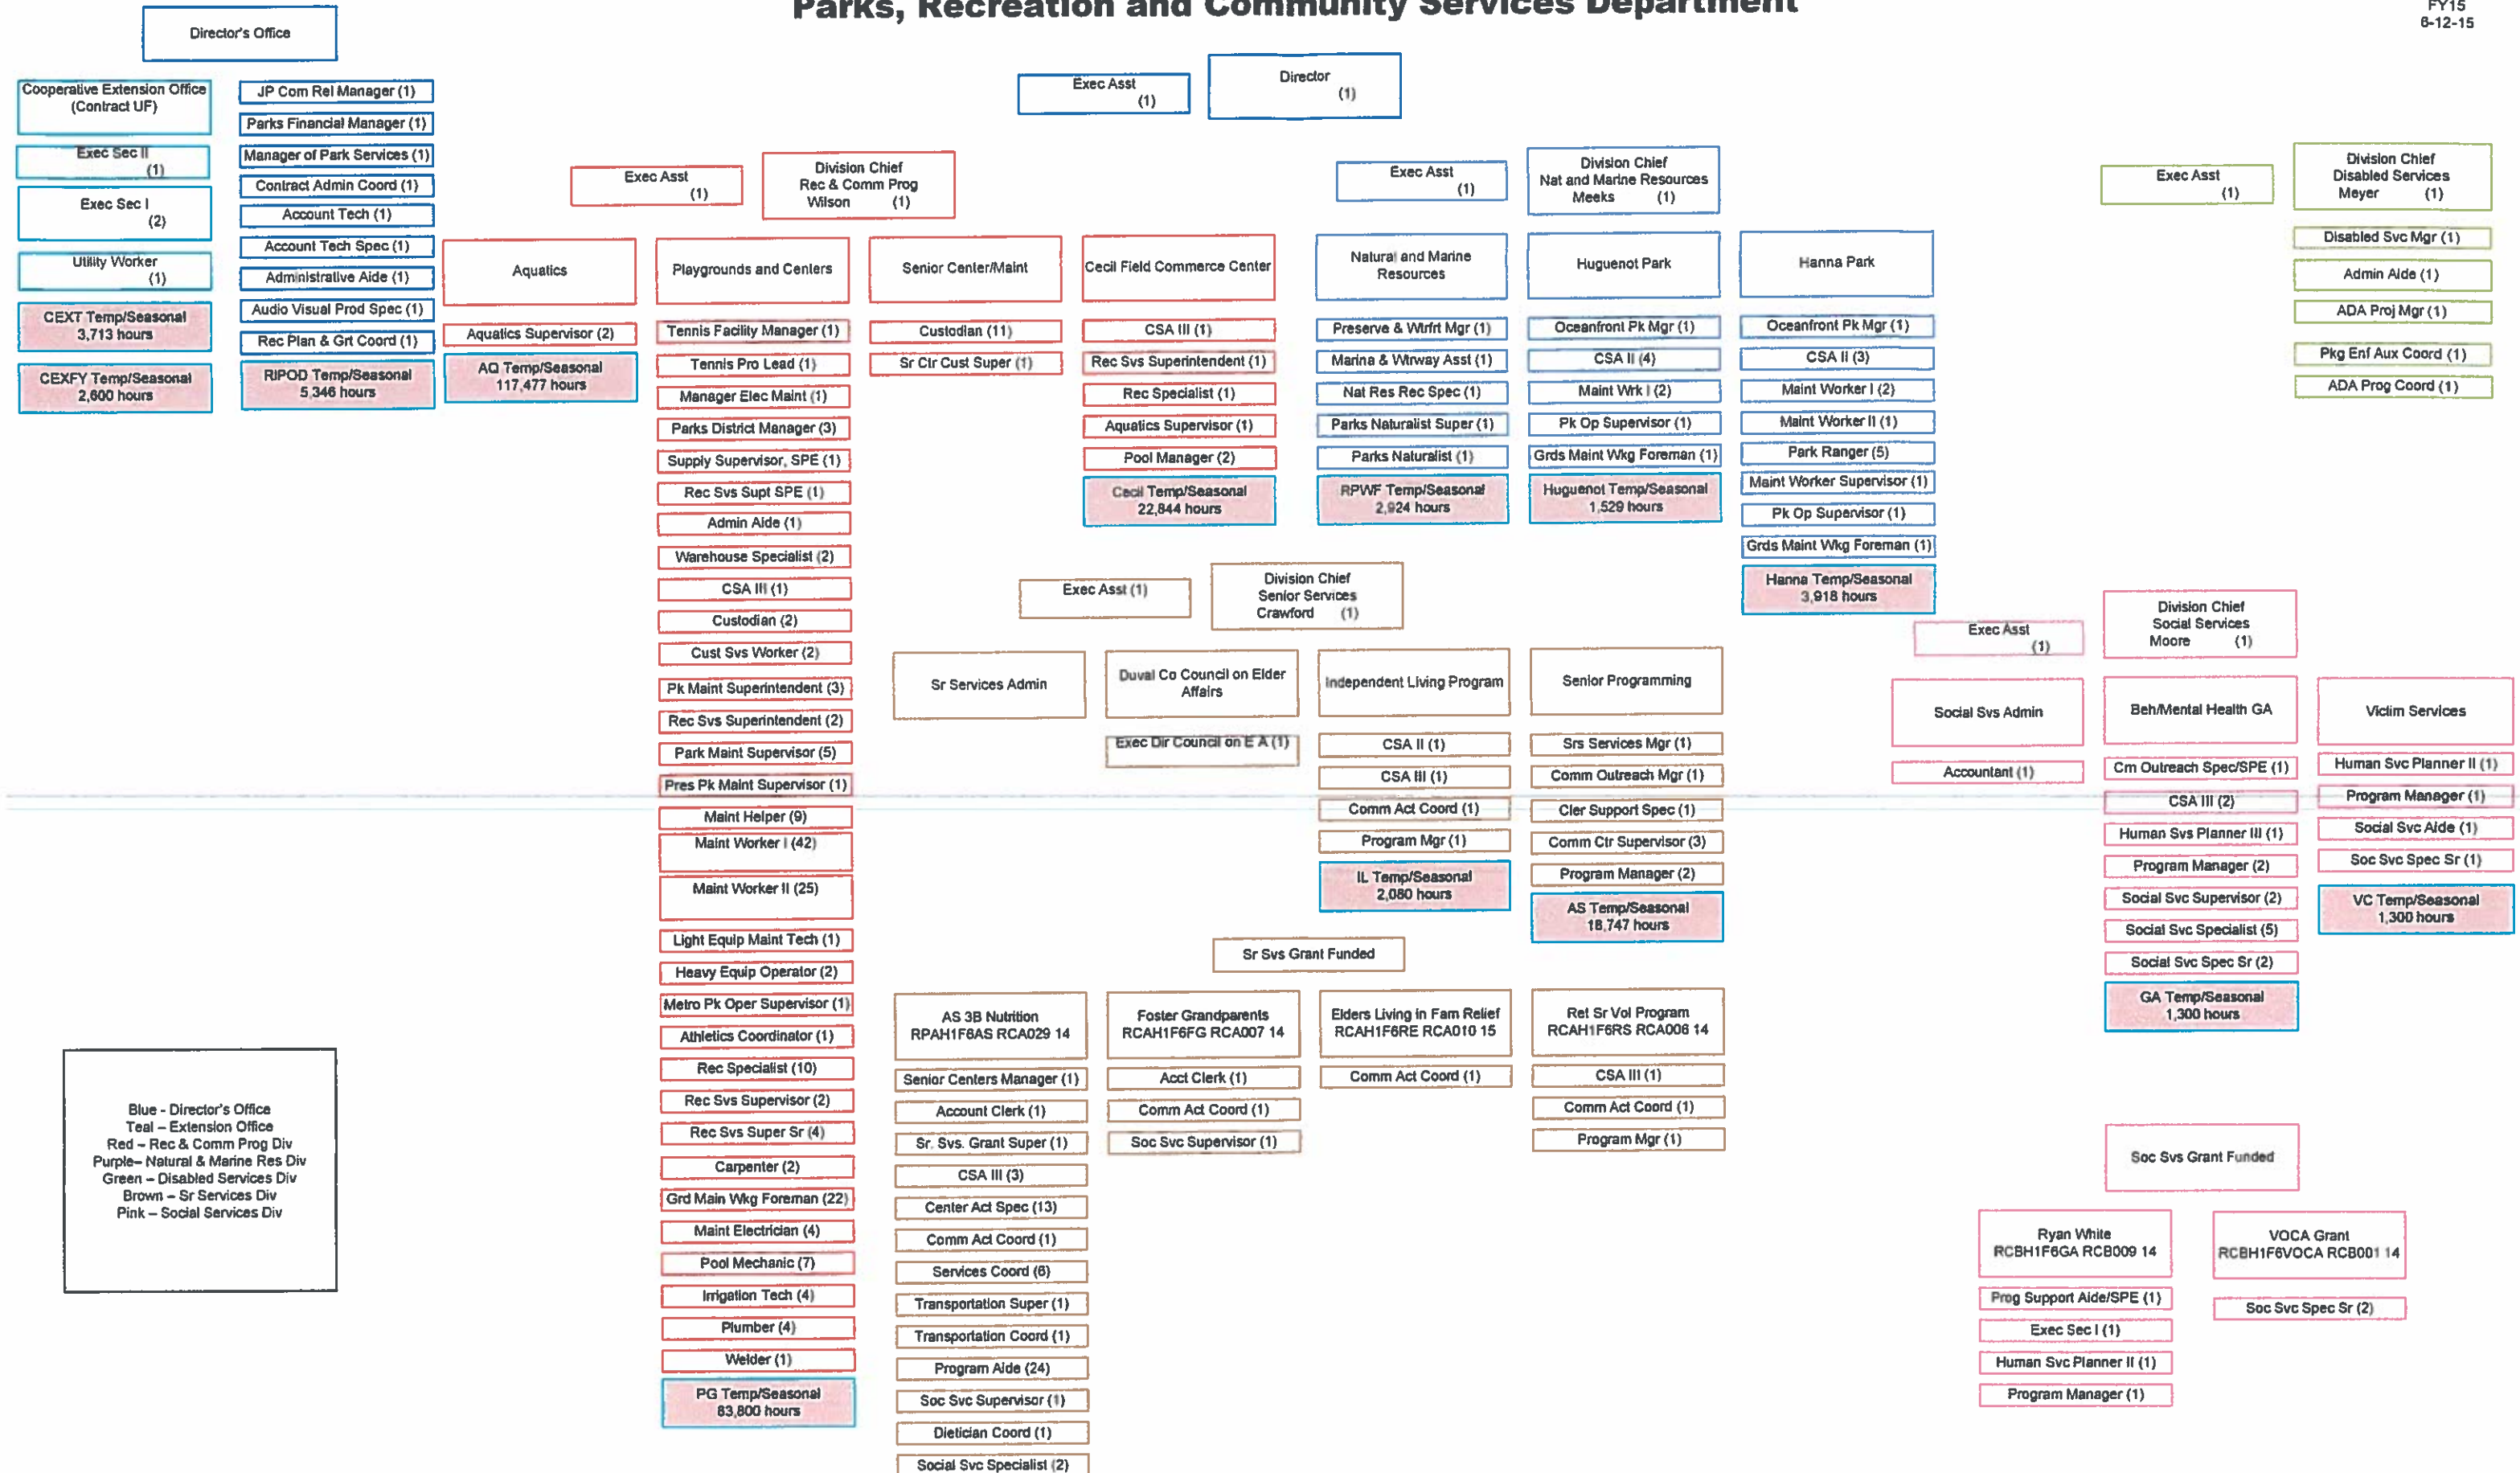 Parks, Recreation and Community Services Department
FY15
6-12-15
Director's Office
Exec Asst
(1)
Director
(1)
Cooperative Extension Office
(Contract UF)
Exec Sec II
(1)
Exec Sec I
(2)
Utility Worker
(1)
CEXT Temp/Seasonal
3,713 hours
CEXFY Temp/Seasonal
2,600 hours
JP Com Rel Manager (1)
Parks Financial Manager (1)
Manager of Park Services (1)
Contract Admin Coord (1)
Account Tech (1)
Account Tech Spec (1)
Administrative Aide (1)
Audio Visual Prod Spec (1)
Rec Plan & Grt Coord (1)
RIPOD Temp/Seasonal
5,346 hours
Exec Asst
(1)
Division Chief
Rec & Comm Prog
Wilson (1)
Aquatics
Aquatics Supervisor (2)
AQ Temp/Seasonal
117,477 hours
Playgrounds and Centers
Tennis Facility Manager (1)
Tennis Pro Lead (1)
Manager Elec Maint (1)
Parks District Manager (3)
Supply Supervisor, SPE (1)
Rec Svs Supt SPE (1)
Admin Aide (1)
Warehouse Specialist (2)
CSA III (1)
Custodian (2)
Cust Svs Worker (2)
Pk Maint Superintendent (3)
Rec Svs Superintendent (2)
Park Maint Supervisor (5)
Pres Pk Maint Supervisor (1)
Maint Helper (9)
Maint Worker I (42)
Maint Worker II (25)
Light Equip Maint Tech (1)
Heavy Equip Operator (2)
Metro Pk Oper Supervisor (1)
Athletics Coordinator (1)
Rec Specialist (10)
Rec Svs Supervisor (2)
Rec Svs Super Sr (4)
Carpenter (2)
Grd Main Wkg Foreman (22)
Maint Electrician (4)
Pool Mechanic (7)
Irrigation Tech (4)
Plumber (4)
Welder (1)
PG Temp/Seasonal
83,800 hours
Senior Center/Maint
Custodian (11)
Sr Ctr Cust Super (1)
Cecil Field Commerce Center
CSA III (1)
Rec Svs Superintendent (1)
Rec Specialist (1)
Aquatics Supervisor (1)
Pool Manager (2)
Cecil Temp/Seasonal
22,844 hours
Exec Asst
(1)
Division Chief
Nat and Marine Resources
Meeks (1)
Natural and Marine
Resources
Preserve & Wtrfrt Mgr (1)
Marina & Wtrway Asst (1)
Nat Res Rec Spec (1)
Parks Naturalist Super (1)
Parks Naturalist (1)
RPWF Temp/Seasonal
2,924 hours
Huguenot Park
Oceanfront Pk Mgr (1)
CSA II (4)
Maint Wrk I (2)
Pk Op Supervisor (1)
Grds Maint Wkg Foreman (1)
Huguenot Temp/Seasonal
1,529 hours
Hanna Park
Oceanfront Pk Mgr (1)
CSA II (3)
Maint Worker I (2)
Maint Worker II (1)
Park Ranger (5)
Maint Worker Supervisor (1)
Pk Op Supervisor (1)
Grds Maint Wkg Foreman (1)
Hanna Temp/Seasonal
3,918 hours
Exec Asst
(1)
Division Chief
Disabled Services
Meyer (1)
Disabled Svc Mgr (1)
Admin Aide (1)
ADA Proj Mgr (1)
Pkg Enf Aux Coord (1)
ADA Prog Coord (1)
Exec Asst (1)
Division Chief
Senior Services
Crawford (1)
Sr Services Admin
Duval Co Council on Elder
Affairs
Exec Dir Council on E A (1)
Independent Living Program
CSA II (1)
CSA III (1)
Comm Act Coord (1)
Program Mgr (1)
IL Temp/Seasonal
2,080 hours
Senior Programming
Srs Services Mgr (1)
Comm Outreach Mgr (1)
Cler Support Spec (1)
Comm Ctr Supervisor (3)
Program Manager (2)
AS Temp/Seasonal
18,747 hours
Sr Svs Grant Funded
AS 3B Nutrition
RPAH1F8AS RCA029 14
Senior Centers Manager (1)
Account Clerk (1)
Sr. Svs. Grant Super (1)
CSA III (3)
Center Act Spec (13)
Comm Act Coord (1)
Services Coord (6)
Transportation Super (1)
Transportation Coord (1)
Program Aide (24)
Soc Svc Supervisor (1)
Dietician Coord (1)
Social Svc Specialist (2)
Foster Grandparents
RCAH1F6FG RCA007 14
Acct Clerk (1)
Comm Act Coord (1)
Soc Svc Supervisor (1)
Elders Living in Fam Relief
RCAH1F6RE RCA010 15
Comm Act Coord (1)
Ret Sr Vol Program
RCAH1F6RS RCA006 14
CSA III (1)
Comm Act Coord (1)
Program Mgr (1)
Exec Asst
(1)
Division Chief
Social Services
Moore (1)
Social Svs Admin
Accountant (1)
Beh/Mental Health GA
Cm Outreach Spec/SPE (1)
CSA III (2)
Human Svs Planner III (1)
Program Manager (2)
Social Svc Supervisor (2)
Social Svc Specialist (5)
Social Svc Spec Sr (2)
GA Temp/Seasonal
1,300 hours
Victim Services
Human Svc Planner II (1)
Program Manager (1)
Social Svc Aide (1)
Soc Svc Spec Sr (1)
VC Temp/Seasonal
1,300 hours
Soc Svs Grant Funded
Ryan White
RCBH1F6GA RCB009 14
Prog Support Aide/SPE (1)
Exec Sec I (1)
Human Svc Planner II (1)
Program Manager (1)
VOCA Grant
RCBH1F6VOCA RCB001 14
Soc Svc Spec Sr (2)
Blue - Director's Office
Teal – Extension Office
Red – Rec & Comm Prog Div
Purple– Natural & Marine Res Div
Green – Disabled Services Div
Brown – Sr Services Div
Pink – Social Services Div